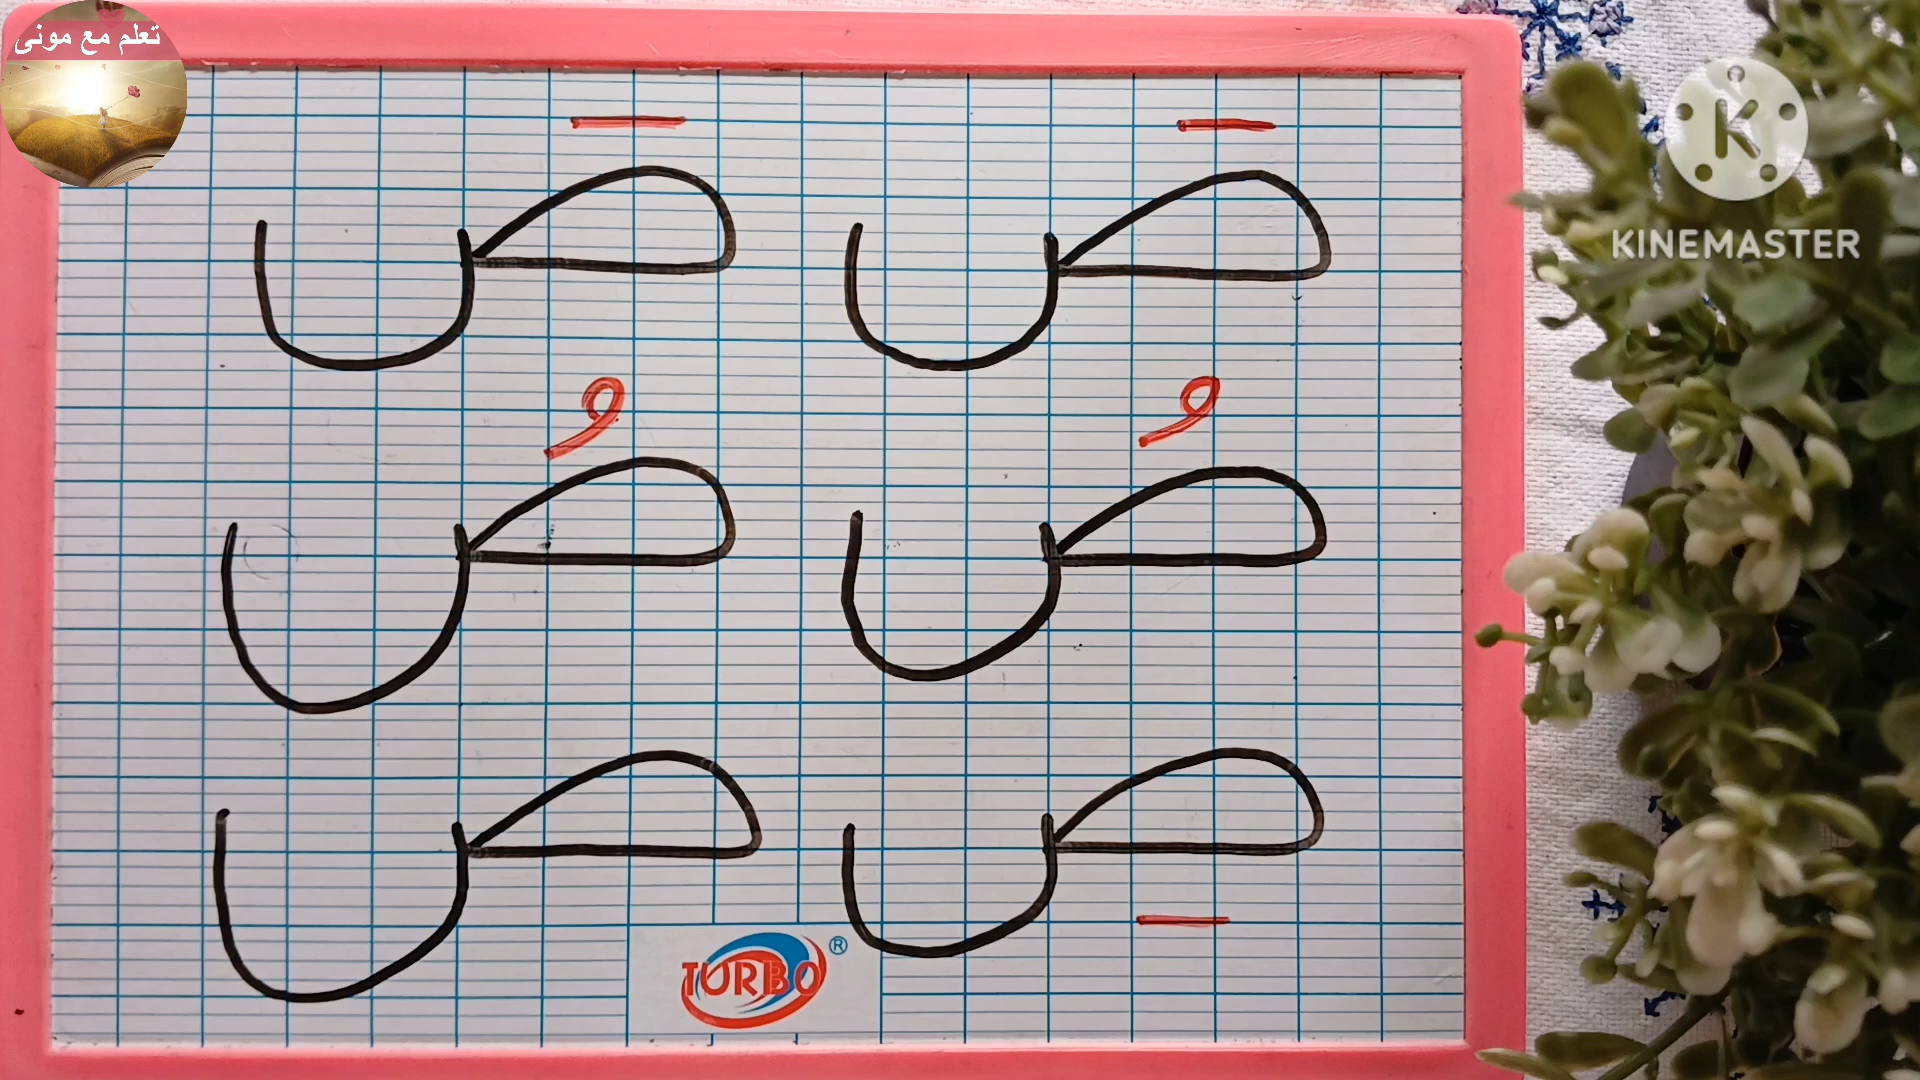 تعلم مع مونى
KINEMASTER
صَ صَ
صُ صُ
صِ ص
TURBO®